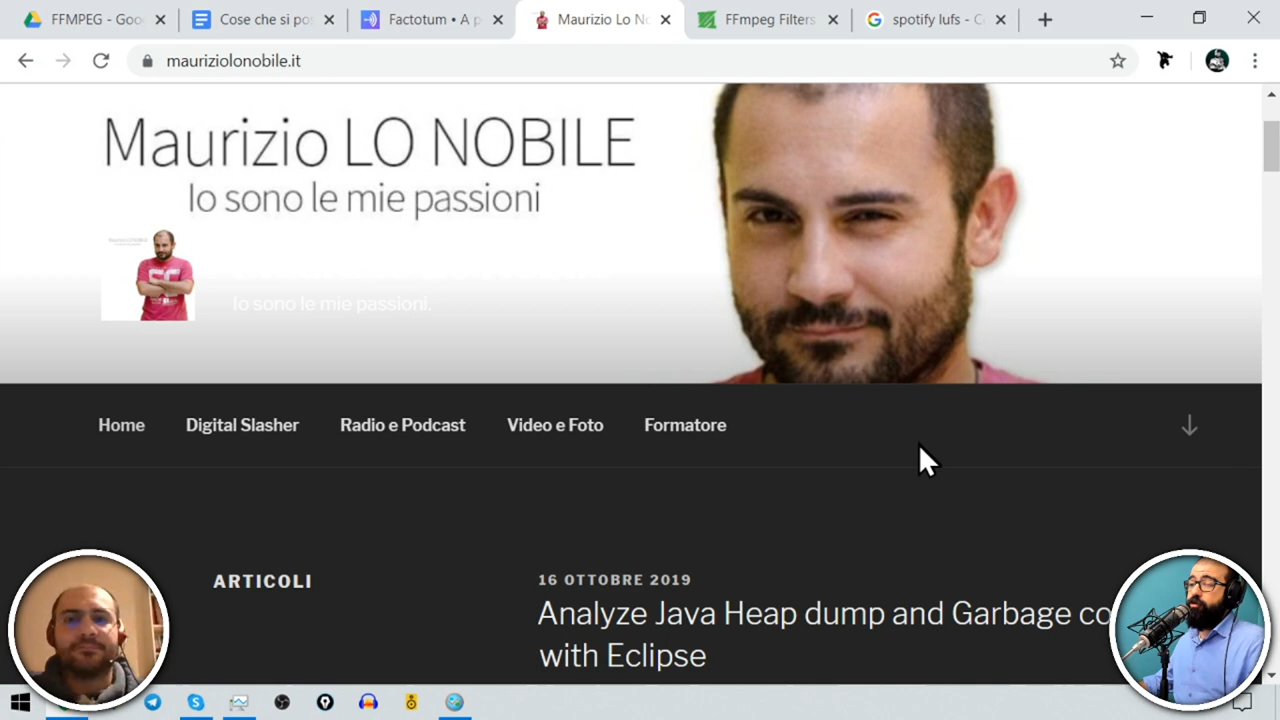 FFMPEG - Goo
Cose che si po
Factotum • A p
Maurizio Lo No
FFmpeg Filters
spotify lufs - C
mauriziolonobile.it
Maurizio LO NOBILE
Io sono le mie passioni
Io sono le mie passioni.
Home
Digital Slasher
Radio e Podcast
Video e Foto
Formatore
ARTICOLI
16 OTTOBRE 2019
Analyze Java Heap dump and Garbage co
with Eclipse